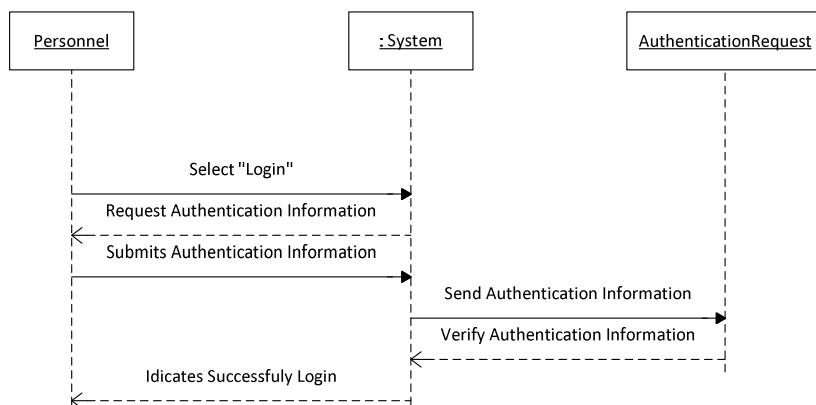 Personnel
: System
AuthenticationRequest
Select "Login"
Request Authentication Information
Submits Authentication Information
Send Authentication Information
Verify Authentication Information
Idicates Successfuly Login